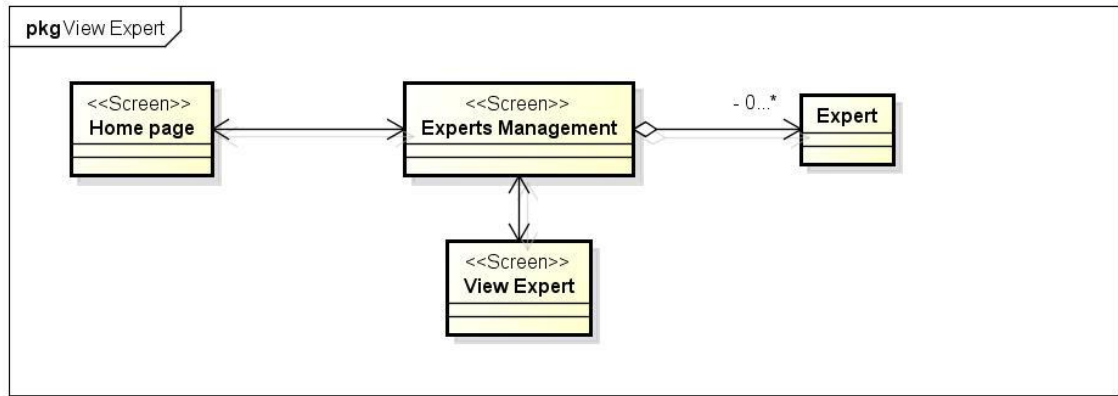 pkg View Expert
<<Screen>>
Home page
<<Screen>>
Experts Management
- 0...*
Expert
<<Screen>>
View Expert